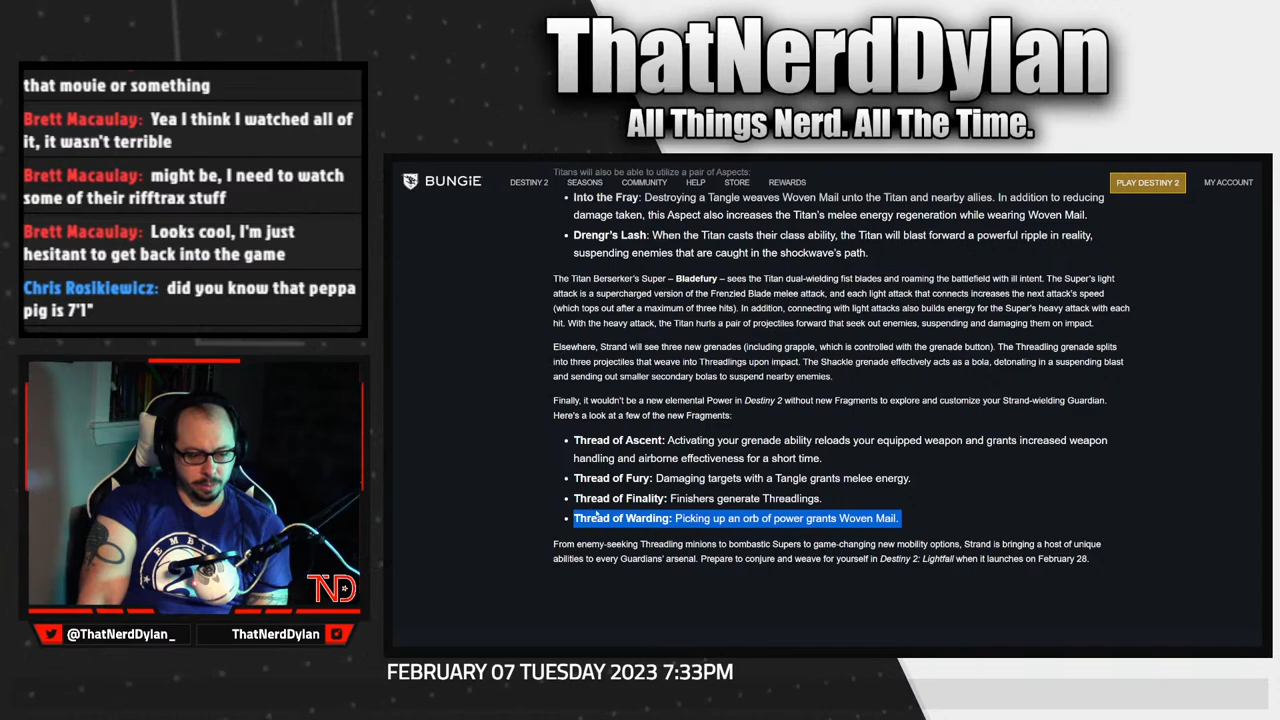 that movie or something
Brett Macaulay: Yea I think I watched all of
it, it wasn't terrible
Brett Macaulay: might be, I need to watch
some of their rifftrax stuff
Brett Macaulay: Looks cool, I'm just
hesitant to get back into the game
Chris Rosikiewicz: did you know that peppa
pig is 7'1"
TND
@ThatNerdDylan_
ThatNerdDylan
ThatNerdDylan
All Things Nerd. All The Time.
Titans will also be able to utilize a pair of Aspects:
BUNGiE
DESTINY 2 SEASONS COMMUNITY HELP STORE REWARDS PLAY DESTINY 2 MY ACCOUNT
• Into the Fray: Destroying a Tangle weaves Woven Mail unto the Titan and nearby allies. In addition to reducing
damage taken, this Aspect also increases the Titan's melee energy regeneration while wearing Woven Mail.
• Drengr's Lash: When the Titan casts their class ability, the Titan will blast forward a powerful ripple in reality,
suspending enemies that are caught in the shockwave's path.
The Titan Berserker's Super – Bladefury – sees the Titan dual-wielding fist blades and roaming the battlefield with ill intent. The Super's light
attack is a supercharged version of the Frenzied Blade melee attack, and each light attack that connects increases the next attack's speed
(which tops out after a maximum of three hits). In addition, connecting with light attacks also builds energy for the Super's heavy attack with each
hit. With the heavy attack, the Titan hurls a pair of projectiles forward that seek out enemies, suspending and damaging them on impact.
Elsewhere, Strand will see three new grenades (including grapple, which is controlled with the grenade button). The Threadling grenade splits
into three projectiles that weave into Threadlings upon impact. The Shackle grenade effectively acts as a bola, detonating in a suspending blast
and sending out smaller secondary bolas to suspend nearby enemies.
Finally, it wouldn't be a new elemental Power in Destiny 2 without new Fragments to explore and customize your Strand-wielding Guardian.
Here's a look at a few of the new Fragments:
• Thread of Ascent: Activating your grenade ability reloads your equipped weapon and grants increased weapon
handling and airborne effectiveness for a short time.
• Thread of Fury: Damaging targets with a Tangle grants melee energy.
• Thread of Finality: Finishers generate Threadlings.
• Thread of Warding: Picking up an orb of power grants Woven Mail.
From enemy-seeking Threadling minions to bombastic Supers to game-changing new mobility options, Strand is bringing a host of unique
abilities to every Guardians' arsenal. Prepare to conjure and weave for yourself in Destiny 2: Lightfall when it launches on February 28.
FEBRUARY 07 TUESDAY 2023 7:33PM